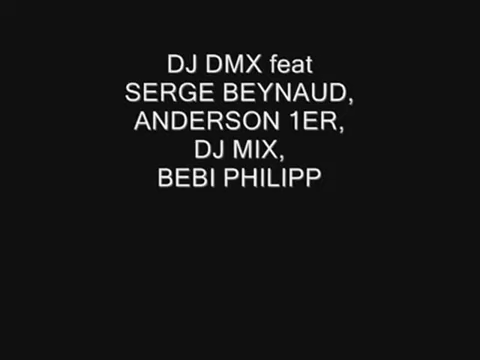 DJ DMX feat
SERGE BEYNAUD,
ANDERSON 1ER,
DJ MIX,
BEBI PHILIPP